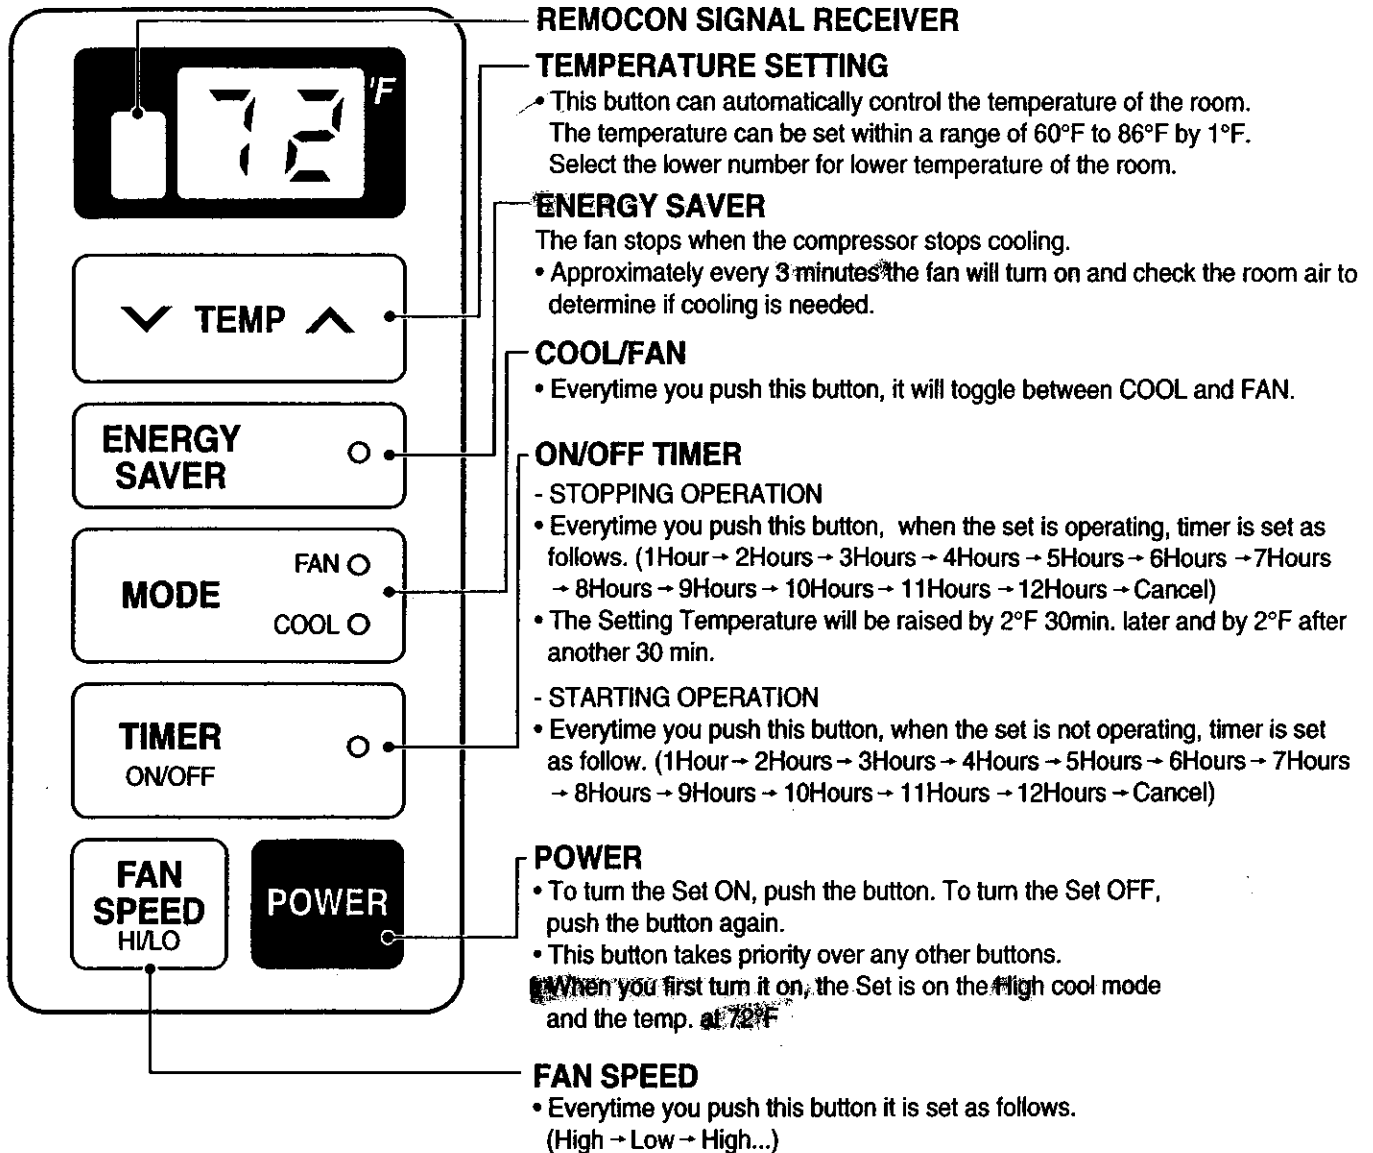 REMOCON SIGNAL RECEIVER
72 °F
TEMPERATURE SETTING
• This button can automatically control the temperature of the room.
The temperature can be set within a range of 60°F to 86°F by 1°F.
Select the lower number for lower temperature of the room.
ENERGY SAVER
The fan stops when the compressor stops cooling.
• Approximately every 3 minutes the fan will turn on and check the room air to
determine if cooling is needed.
TEMP
COOL/FAN
• Everytime you push this button, it will toggle between COOL and FAN.
ENERGY
SAVER
ON/OFF TIMER
- STOPPING OPERATION
• Everytime you push this button, when the set is operating, timer is set as
follows. (1Hour→ 2Hours→ 3Hours→ 4Hours→ 5Hours→ 6Hours→7Hours
→ 8Hours→ 9Hours→ 10Hours→ 11Hours→ 12Hours→Cancel)
• The Setting Temperature will be raised by 2°F 30min. later and by 2°F after
another 30 min.
FAN
MODE
COOL
- STARTING OPERATION
• Everytime you push this button, when the set is not operating, timer is set
as follow. (1Hour→ 2Hours→ 3Hours→ 4Hours→ 5Hours→ 6Hours→ 7Hours
→ 8Hours→ 9Hours→ 10Hours→ 11Hours→ 12Hours→Cancel)
TIMER
ON/OFF
POWER
• To turn the Set ON, push the button. To turn the Set OFF,
push the button again.
• This button takes priority over any other buttons.
When you first turn it on, the Set is on the High cool mode
and the temp. at 72°F
FAN
SPEED
HI/LO
POWER
FAN SPEED
• Everytime you push this button it is set as follows.
(High→Low→ High...)